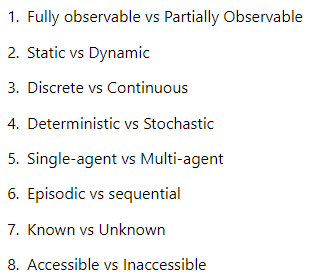 1. Fully observable vs Partially Observable
2. Static vs Dynamic
3. Discrete vs Continuous
4. Deterministic vs Stochastic
5. Single-agent vs Multi-agent
6. Episodic vs sequential
7. Known vs Unknown
8. Accessible vs Inaccessible